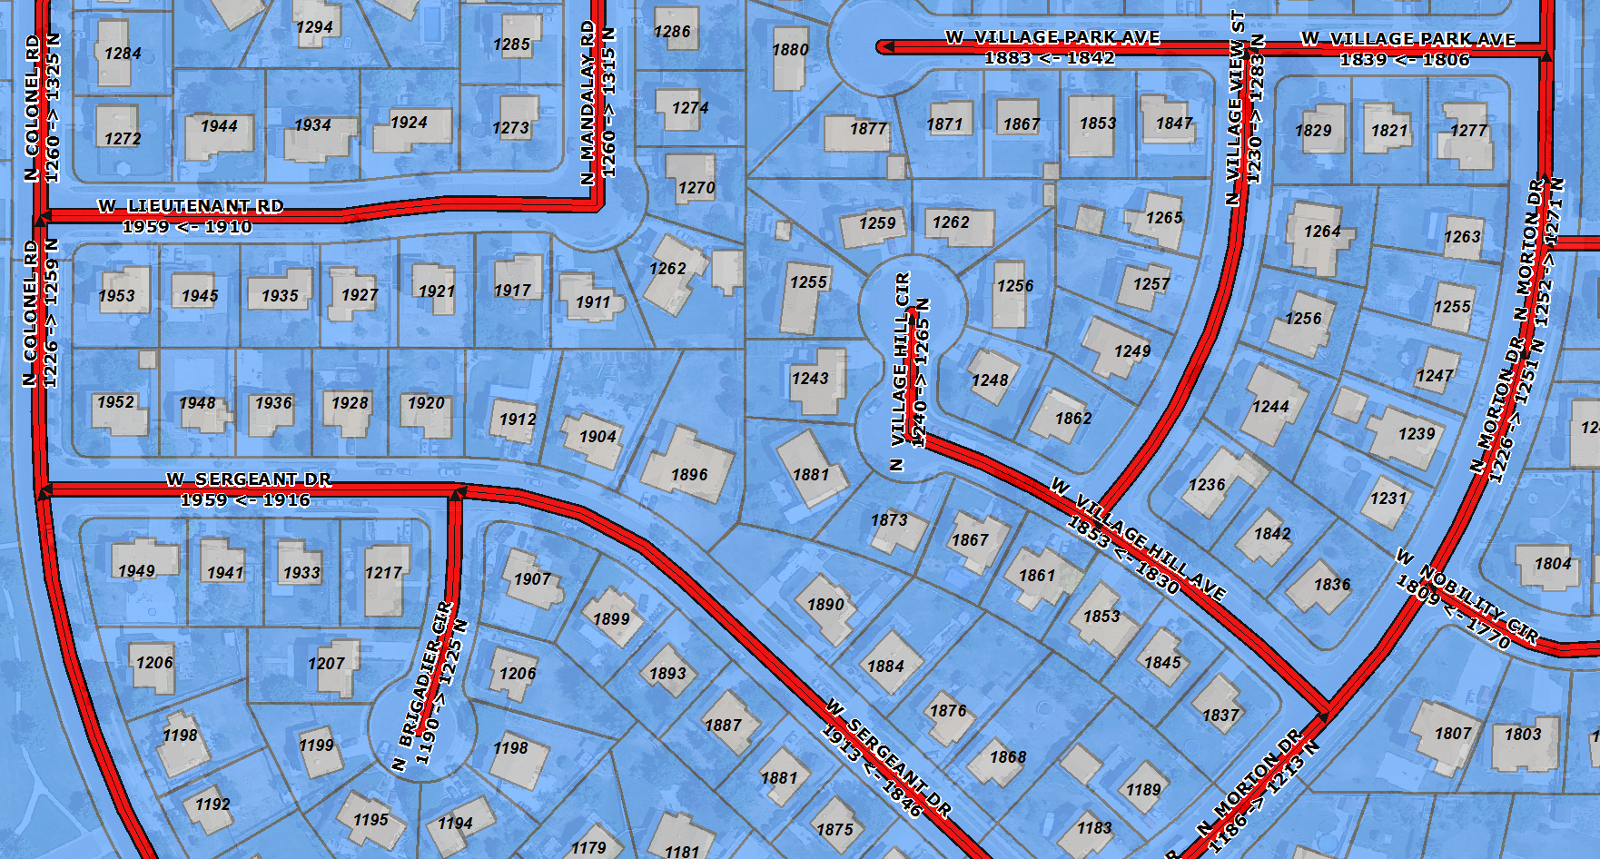 W VILLAGE PARK AVE
1883 <- 1842
W VILLAGE PARK AVE
1839 <- 1806
N COLONEL RD
1260 -> 1325 N
N MANDALAY RD
1260 -> 1315 N
N VILLAGE VIEW ST
1230 -> 1283 N
1284
1294
1285
1286
1880
1272
1944
1934
1924
1273
1274
1877
1871
1867
1853
1847
1829
1821
1277
1270
W LIEUTENANT RD
1959 <- 1910
N MORTON DR
1252 -> 1271 N
1259
1262
1265
1264
1263
N COLONEL RD
1226 -> 1259 N
1953
1945
1935
1927
1921
1917
1911
1262
1255
N VILLAGE HILL CIR
1240 -> 1265 N
1256
1257
1256
1255
1249
1243
1248
1247
N MORTON DR
1226 -> 1251 N
1952
1948
1936
1928
1920
1912
1904
1862
1244
1239
W SERGEANT DR
1959 <- 1916
1896
1881
1236
1231
W VILLAGE HILL AVE
1853 <- 1830
1873
1867
1842
1949
1941
1933
1217
1907
1861
1836
W NOBILITY CIR
1809 <- 1770
1804
N BRIGADIER CIR
1190 -> 1225 N
1899
1890
1853
1206
1207
1206
1893
1884
1845
1198
1199
1198
1887
1876
1837
1807
1803
W SERGEANT DR
1913 <- 1846
1868
N MORTON DR
1186 -> 1213 N
1192
1195
1194
1881
1189
1875
1183
1179
1181